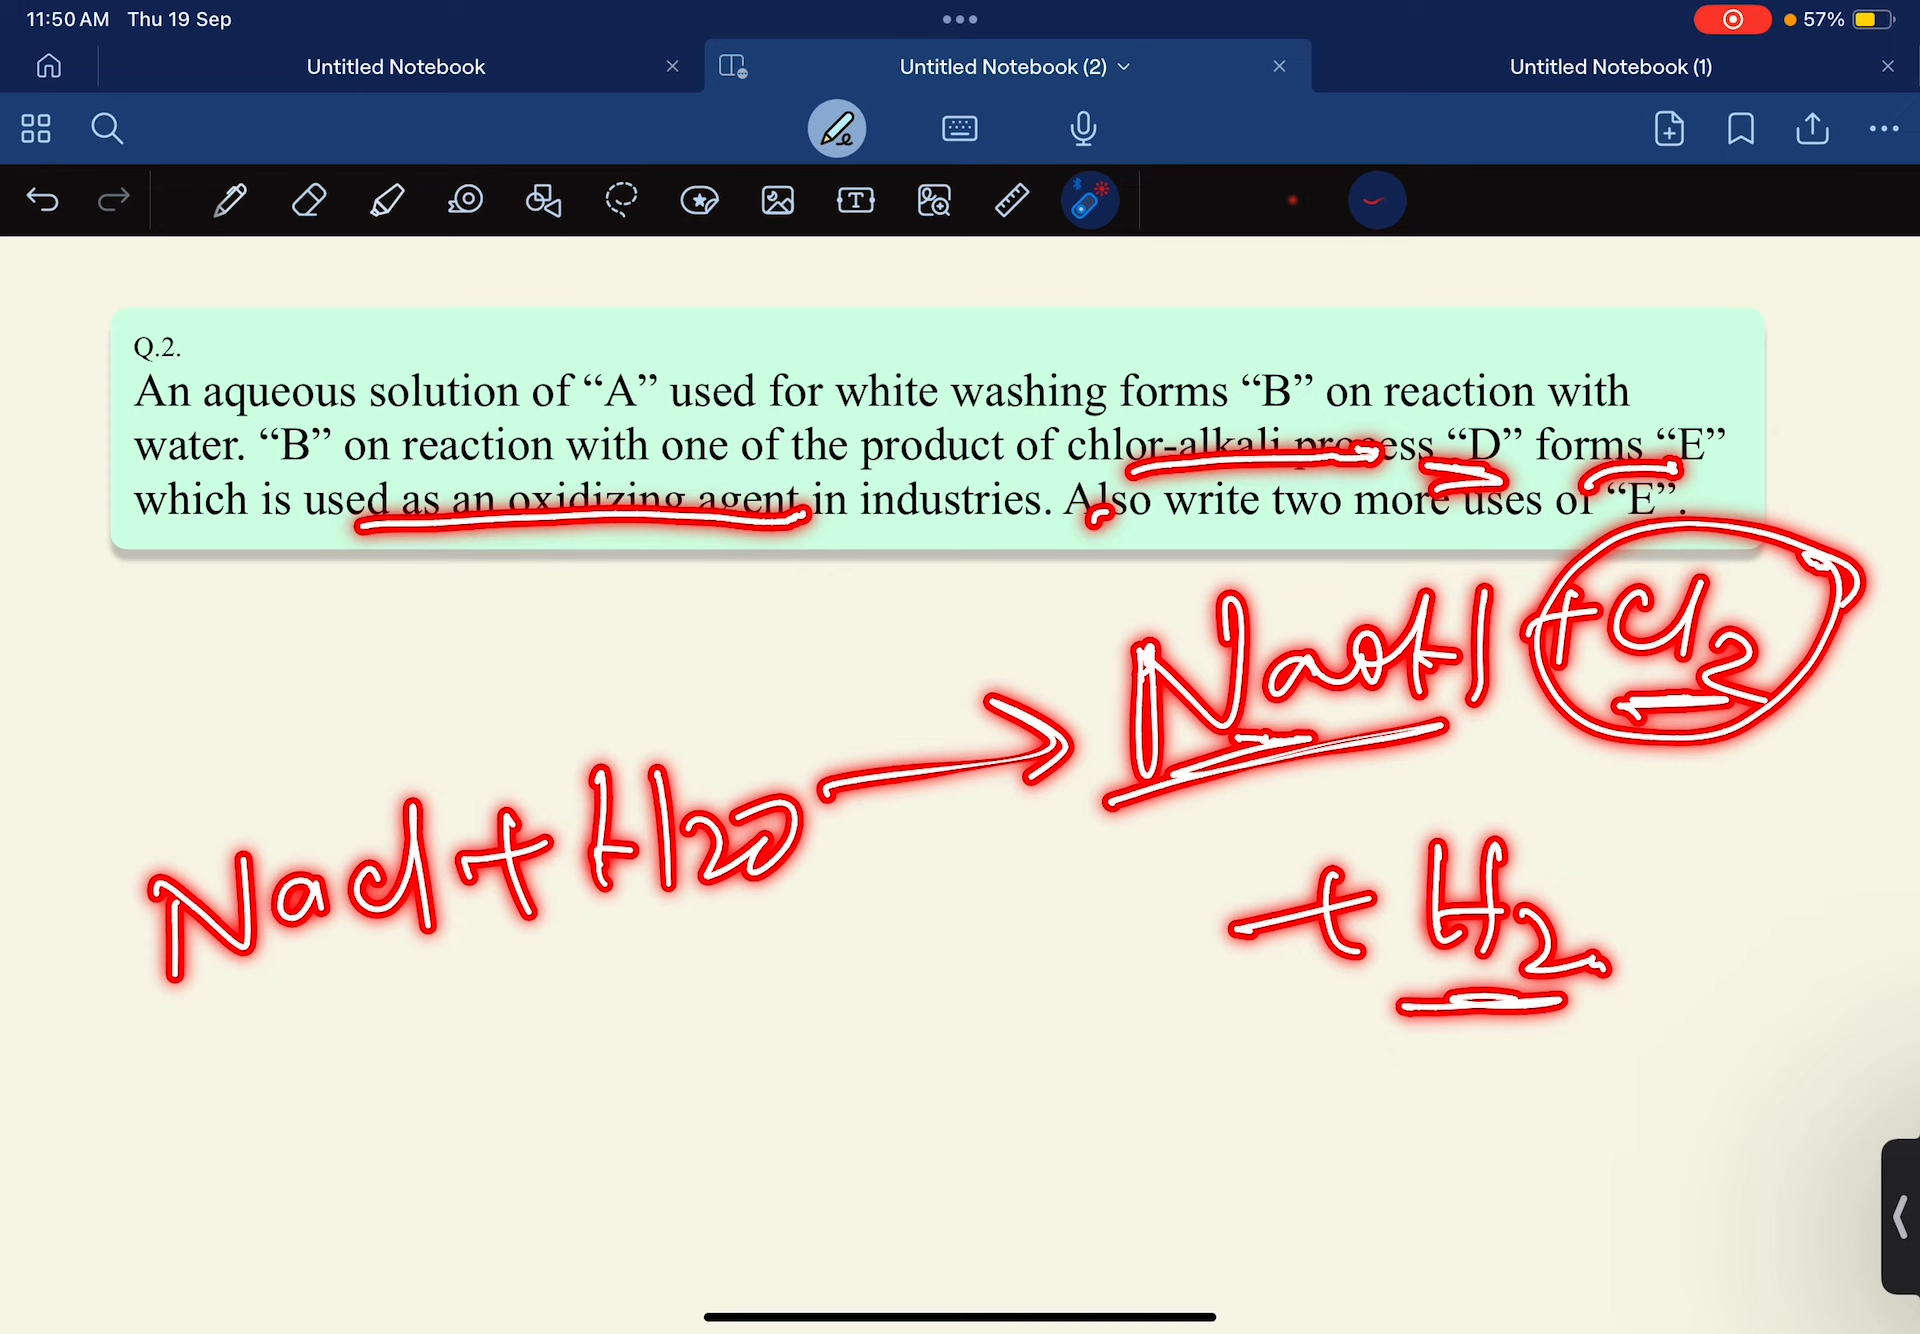 11:50 AM Thu 19 Sep
57%
Untitled Notebook
Untitled Notebook (2)
Untitled Notebook (1)
Q.2.
An aqueous solution of “A” used for white washing forms “B” on reaction with
water. “B” on reaction with one of the product of chlor-alkali process “D” forms “E”
which is used as an oxidizing agent in industries. Also write two more uses of “E”.
NaOH + Cl2
NaCl + H2O →
+ H2